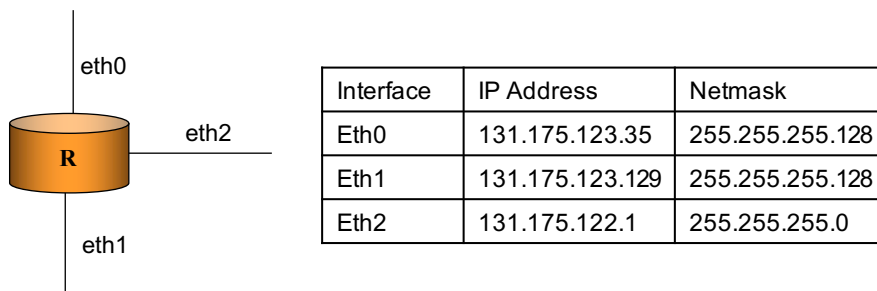 eth0
R
eth2
eth1
Interface IP Address Netmask
Eth0 131.175.123.35 255.255.255.128
Eth1 131.175.123.129 255.255.255.128
Eth2 131.175.122.1 255.255.255.0